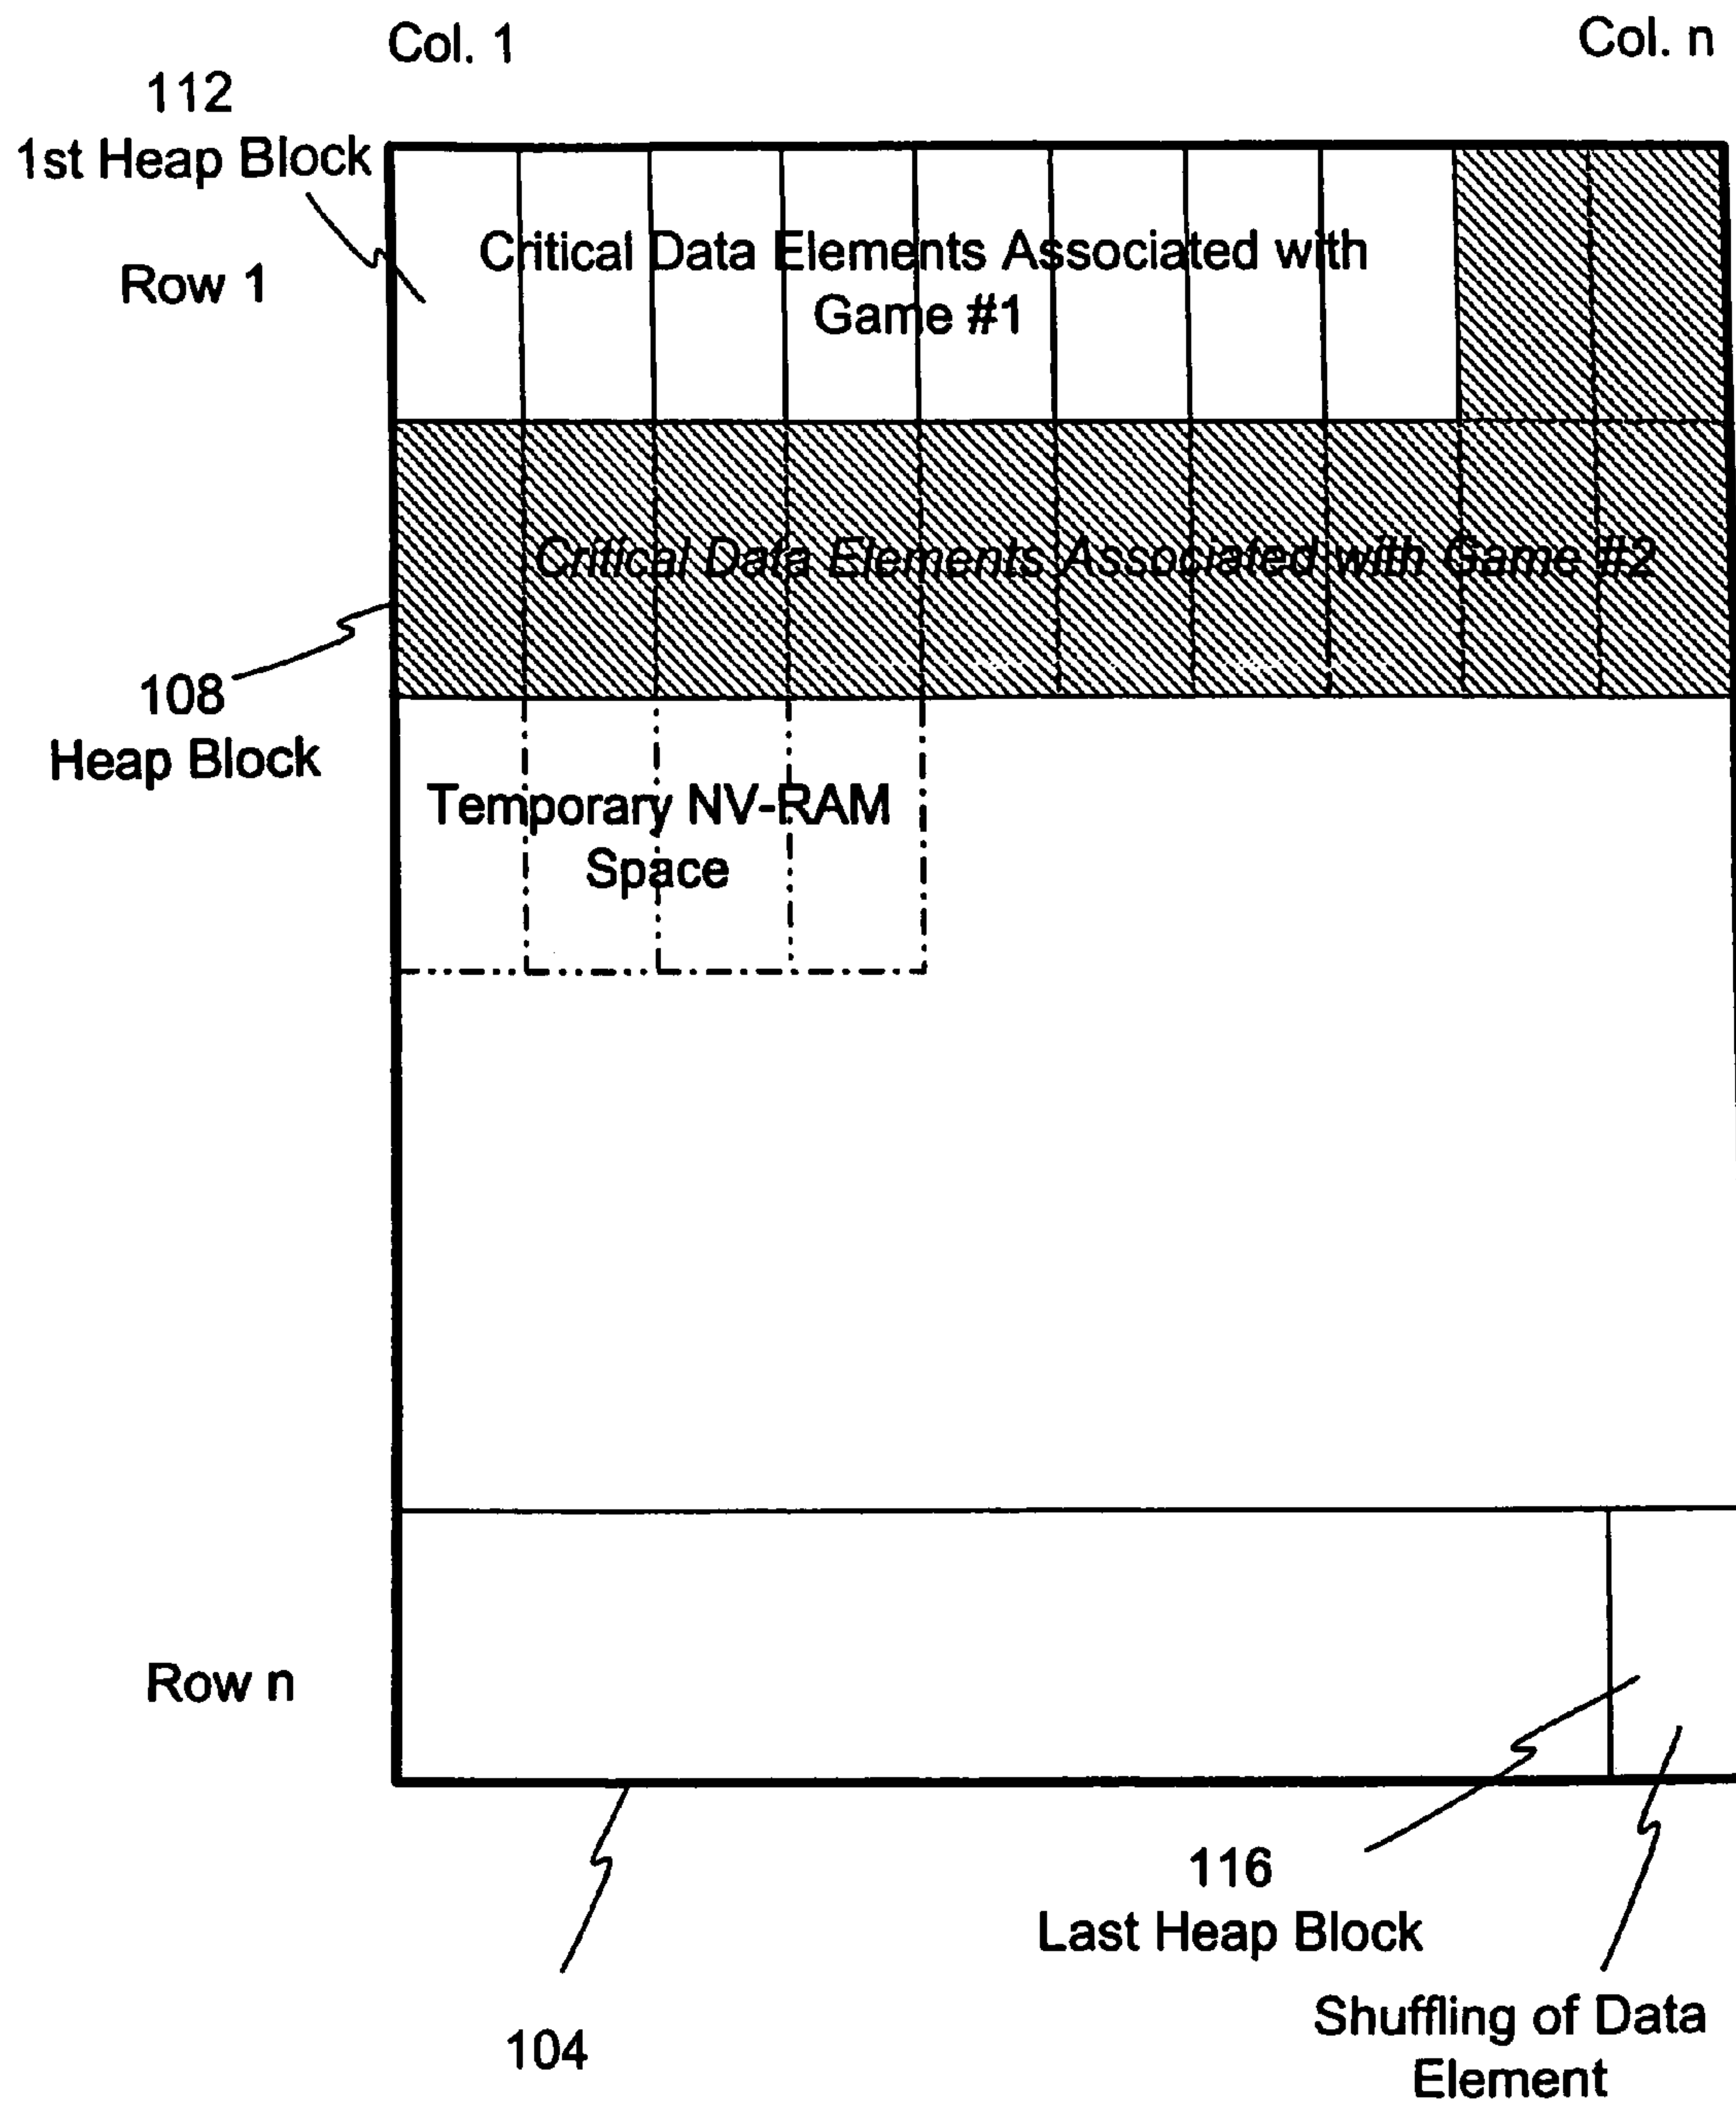 Col. 1
Col. n
112
1st Heap Block
Row 1
Critical Data Elements Associated with
Game #1
Critical Data Elements Associated with Game #2
108
Heap Block
Temporary NV-RAM
Space
Row n
116
Last Heap Block
104
Shuffling of Data
Element